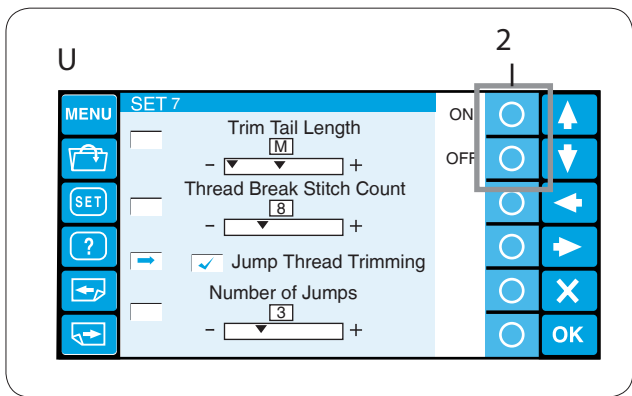 2
U
MENU
SET 7
ON
Trim Tail Length
M
OFF
- +
SET
Thread Break Stitch Count
8
- +
?
Jump Thread Trimming
Number of Jumps
3
- +
X
OK